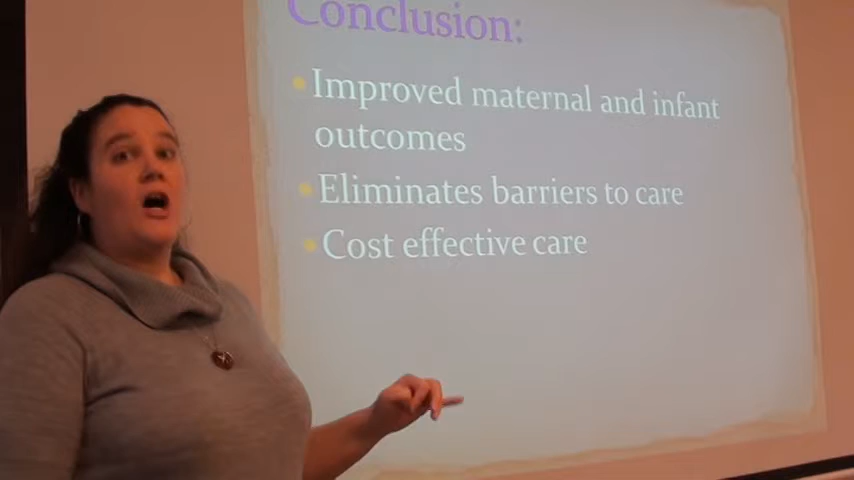 Conclusion:
Improved maternal and infant
outcomes
Eliminates barriers to care
Cost effective care